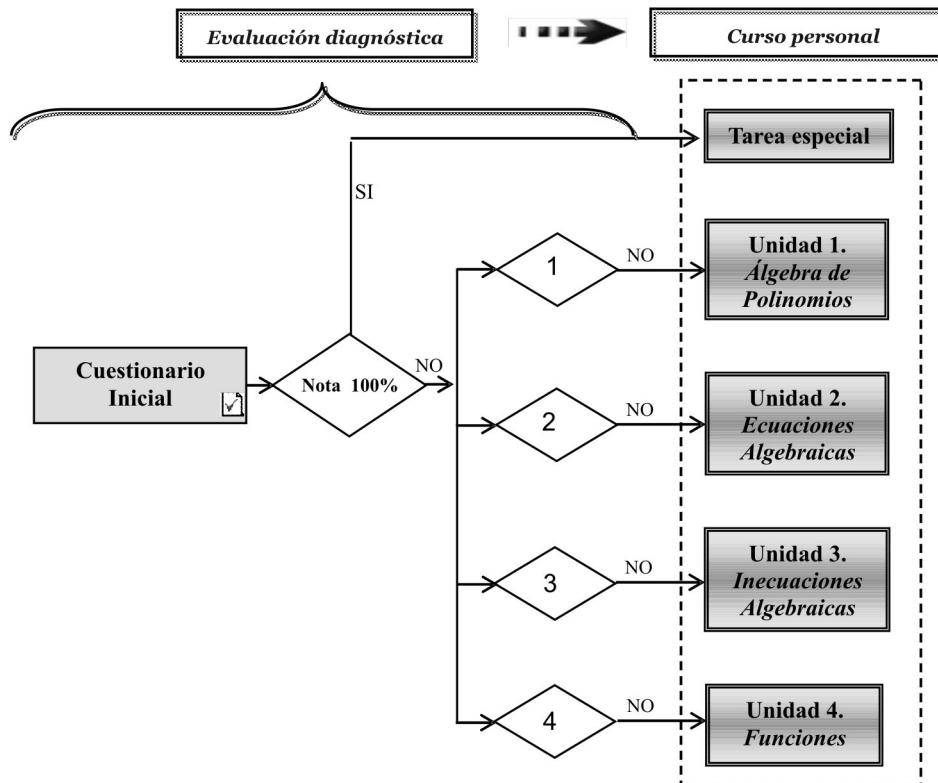 Evaluación diagnóstica
Curso personal
Tarea especial
SI
1
NO
Unidad 1.
Álgebra de
Polinomios
Cuestionario
Inicial
Nota 100%
NO
2
NO
Unidad 2.
Ecuaciones
Algebraicas
3
NO
Unidad 3.
Inecuaciones
Algebraicas
4
NO
Unidad 4.
Funciones